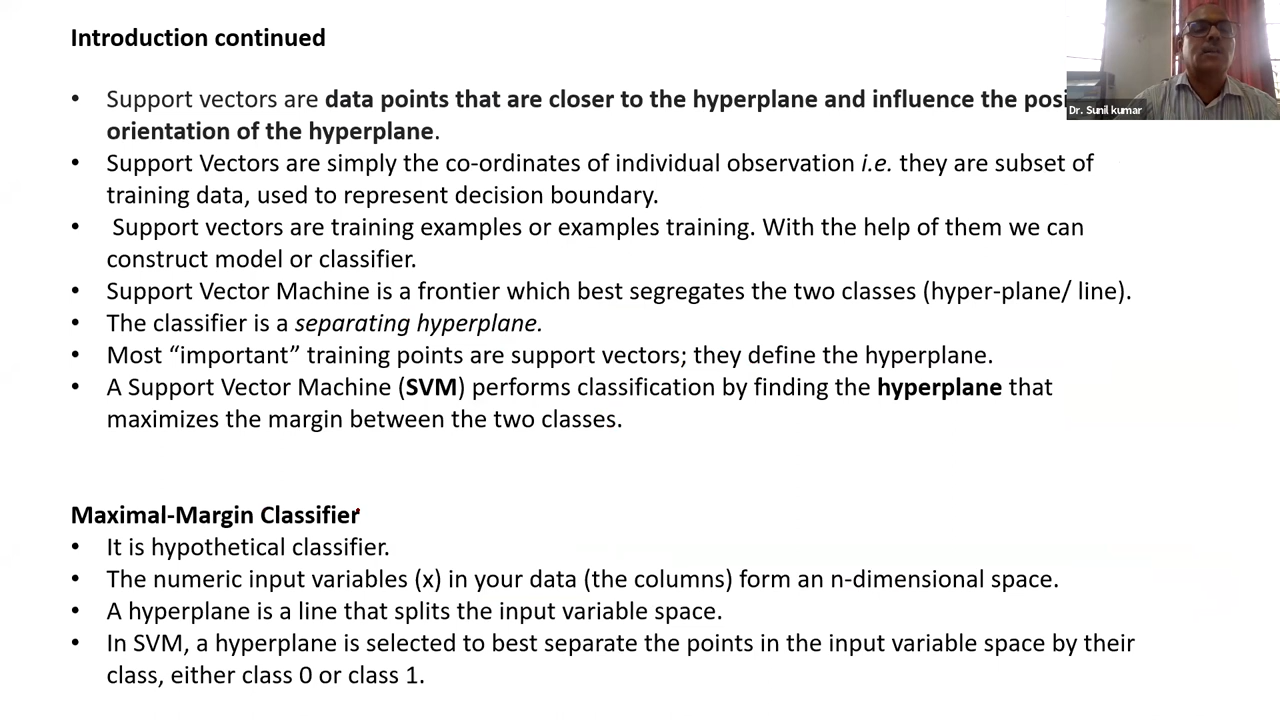 Introduction continued
Dr. Sunil kumar
• Support vectors are data points that are closer to the hyperplane and influence the
orientation of the hyperplane.
• Support Vectors are simply the co-ordinates of individual observation i.e. they are subset of
training data, used to represent decision boundary.
• Support vectors are training examples or examples training. With the help of them we can
construct model or classifier.
• Support Vector Machine is a frontier which best segregates the two classes (hyper-plane/ line).
• The classifier is a separating hyperplane.
• Most “important” training points are support vectors; they define the hyperplane.
• A Support Vector Machine (SVM) performs classification by finding the hyperplane that
maximizes the margin between the two classes.
Maximal-Margin Classifier
• It is hypothetical classifier.
• The numeric input variables (x) in your data (the columns) form an n-dimensional space.
• A hyperplane is a line that splits the input variable space.
• In SVM, a hyperplane is selected to best separate the points in the input variable space by their
class, either class 0 or class 1.